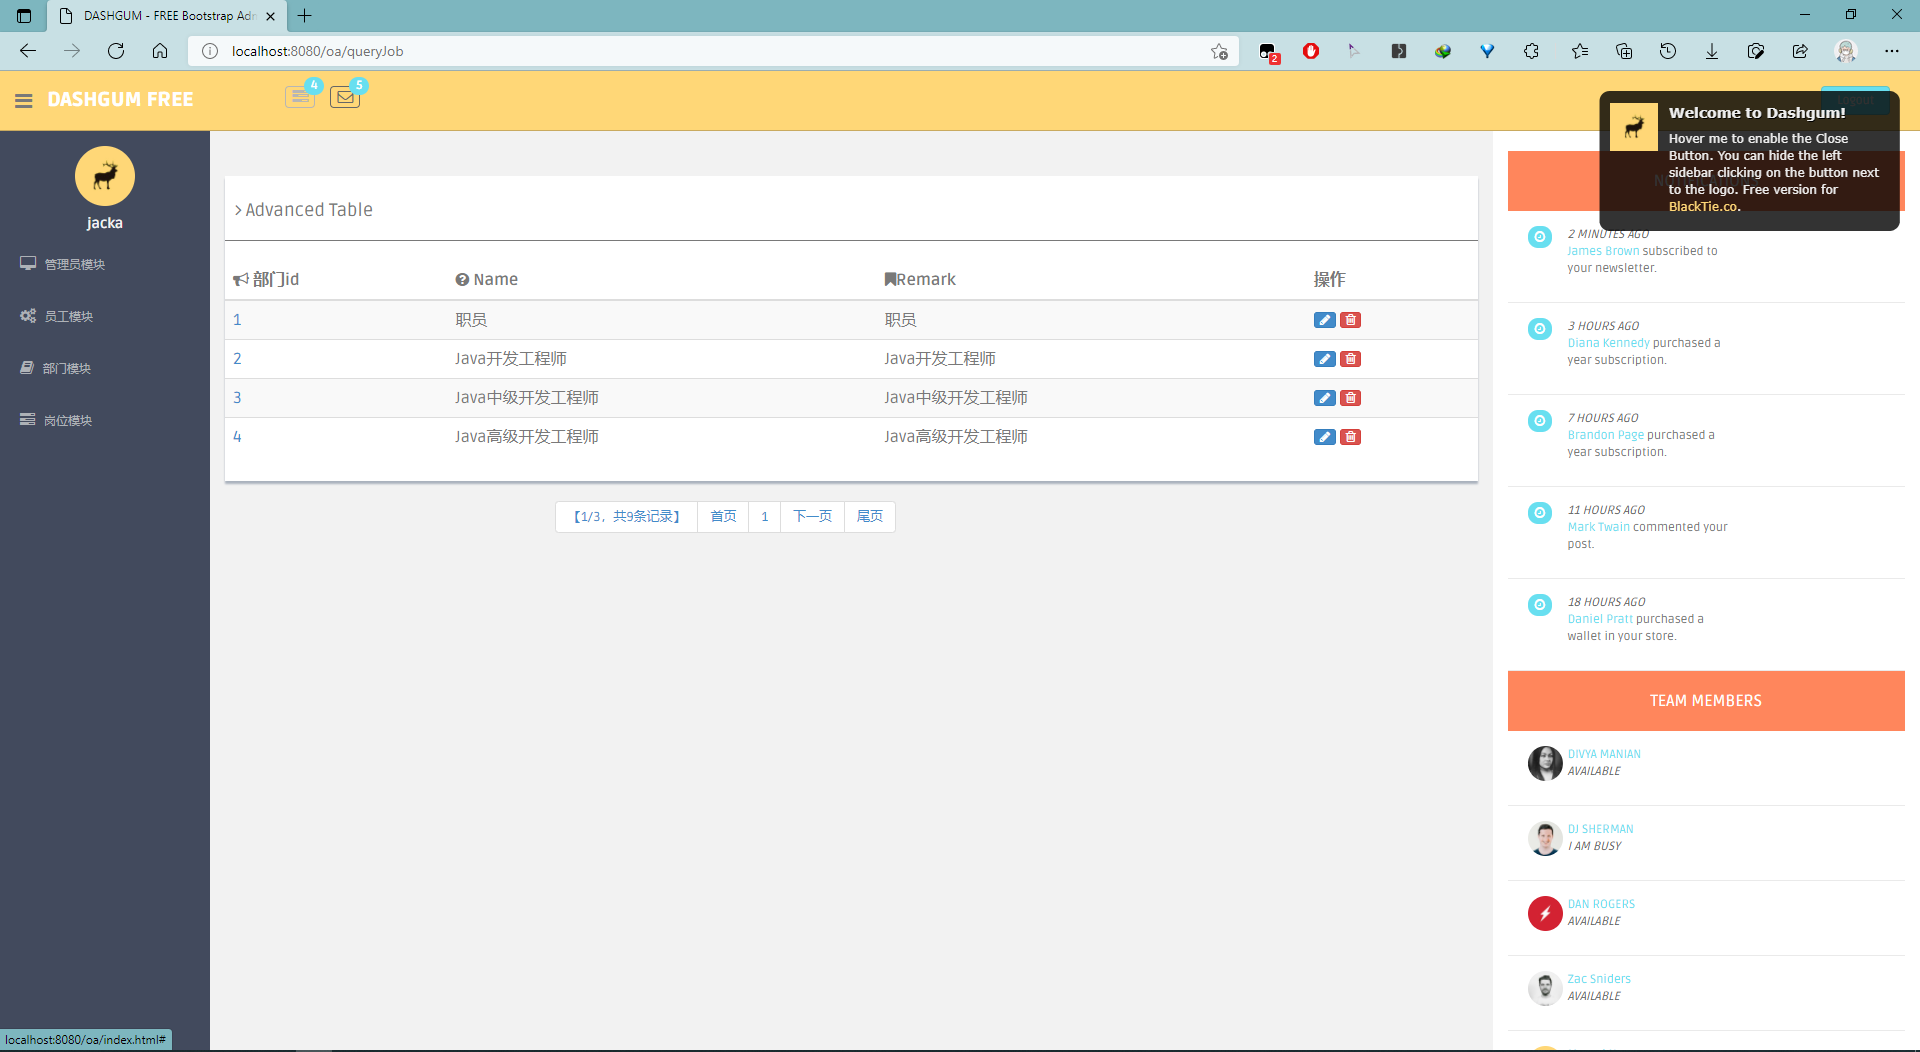 DASHGUM - FREE Bootstrap Adm
localhost:8080/oa/queryJob
2
DASHGUM FREE
4
5
Logout
Welcome to Dashgum!
Hover me to enable the Close
Button. You can hide the left
sidebar clicking on the button next
to the logo. Free version for
BlackTie.co.
jacka
管理员模块
员工模块
部门模块
岗位模块
Advanced Table
部门id Name Remark 操作
1 职员 职员
2 Java开发工程师 Java开发工程师
3 Java中级开发工程师 Java中级开发工程师
4 Java高级开发工程师 Java高级开发工程师
【1/3，共9条记录】 首页 1 下一页 尾页
2 MINUTES AGO
James Brown subscribed to
your newsletter.
3 HOURS AGO
Diana Kennedy purchased a
year subscription.
7 HOURS AGO
Brandon Page purchased a
year subscription.
11 HOURS AGO
Mark Twain commented your
post.
18 HOURS AGO
Daniel Pratt purchased a
wallet in your store.
TEAM MEMBERS
DIVYA MANIAN
AVAILABLE
DJ SHERMAN
I AM BUSY
DAN ROGERS
AVAILABLE
Zac Sniders
AVAILABLE
localhost:8080/oa/index.html#